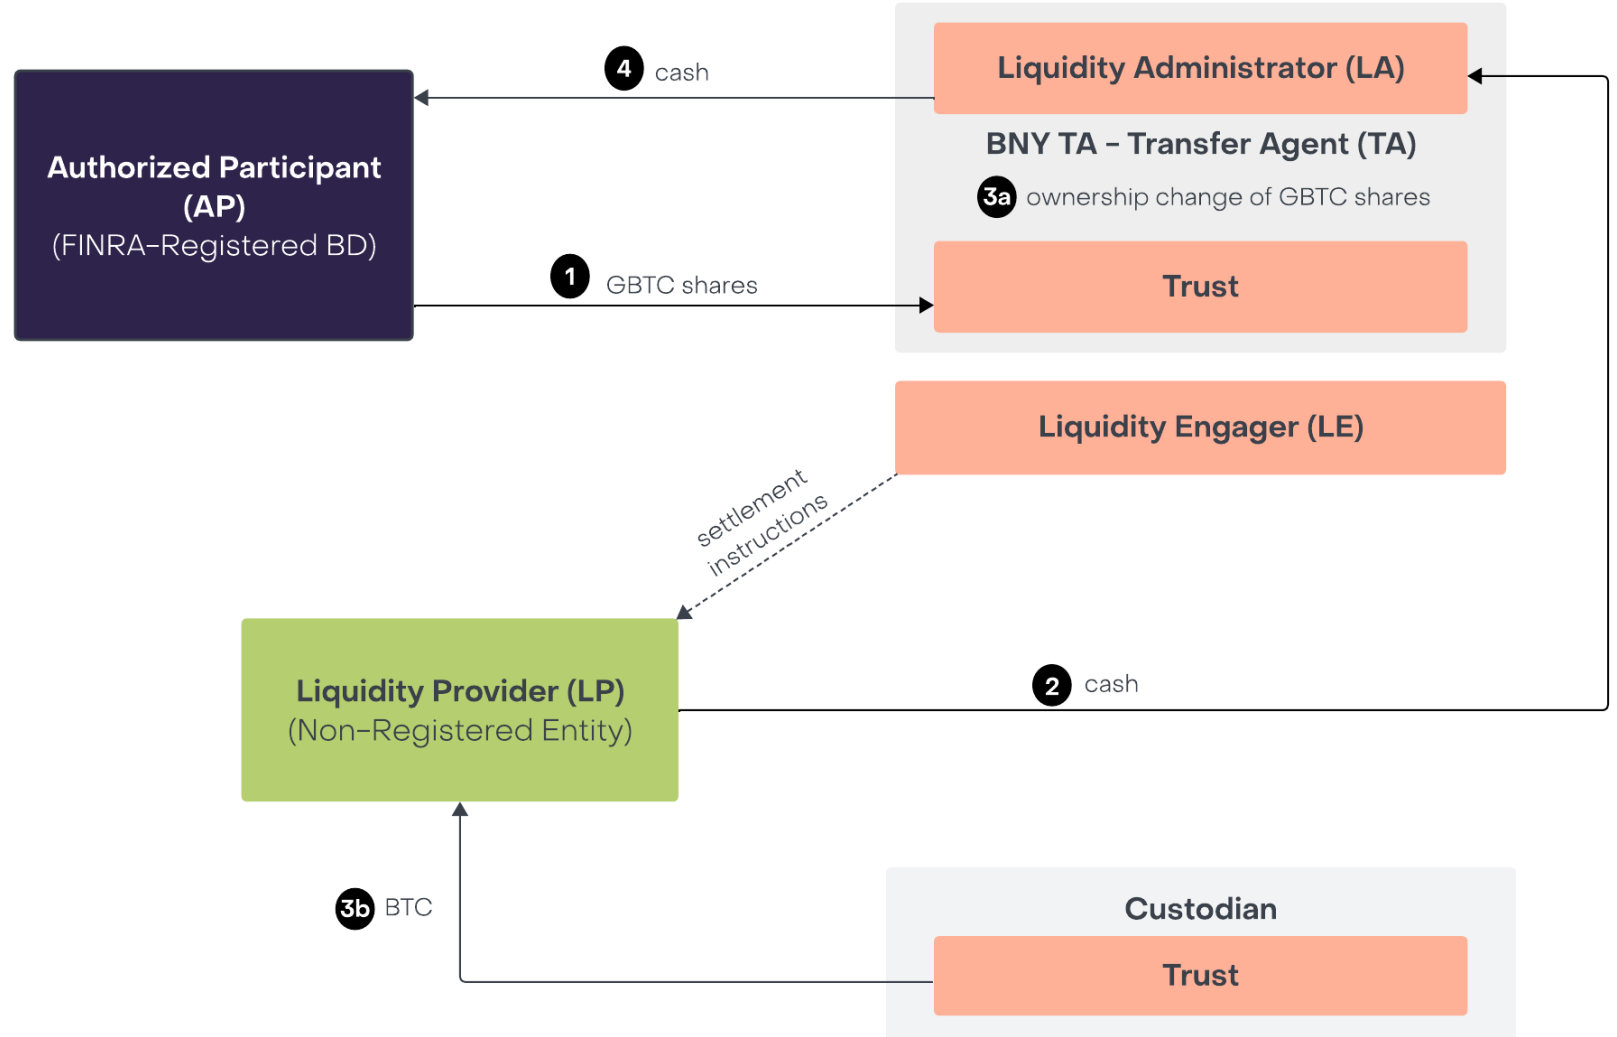 4 cash
Liquidity Administrator (LA)
Authorized Participant
(AP)
(FINRA-Registered BD)
BNY TA - Transfer Agent (TA)
3a ownership change of GBTC shares
1 GBTC shares
Trust
Liquidity Engager (LE)
settlement
instructions
Liquidity Provider (LP)
(Non-Registered Entity)
2 cash
3b BTC
Custodian
Trust